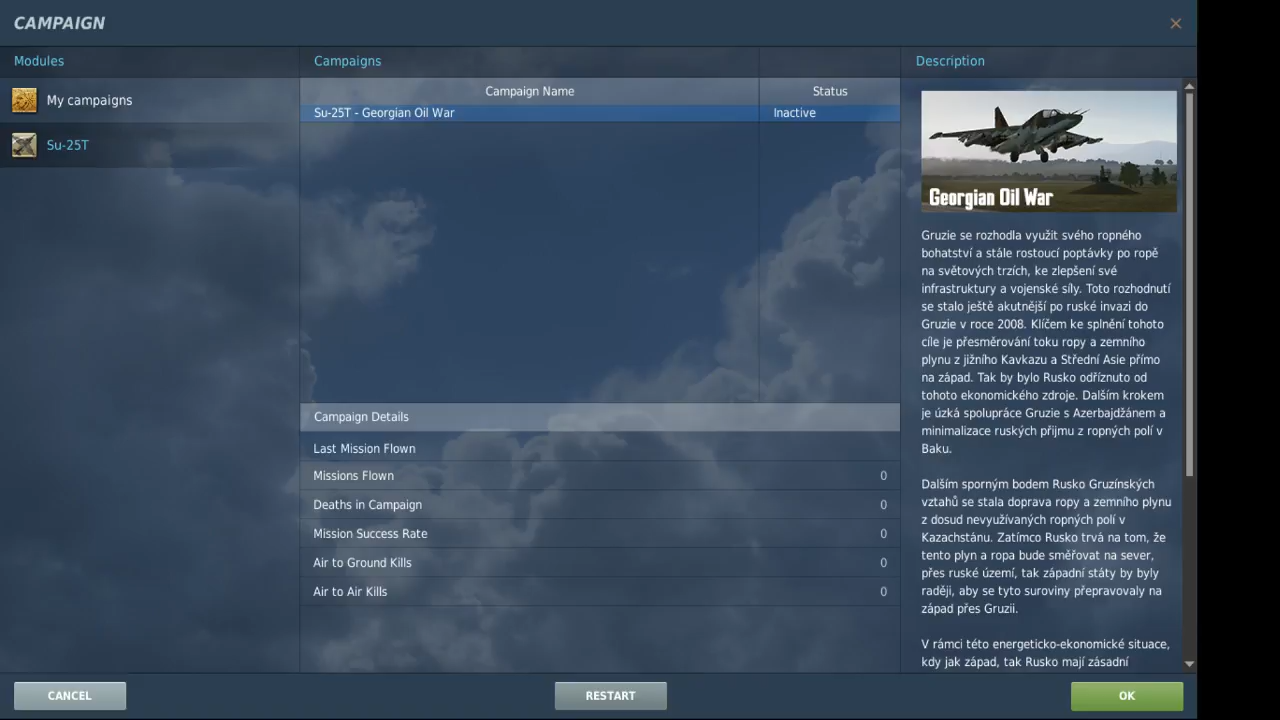 CAMPAIGN
Modules
My campaigns
Su-25T
Campaigns
Campaign Name Status
Su-25T - Georgian Oil War Inactive
Campaign Details
Last Mission Flown
Missions Flown 0
Deaths in Campaign 0
Mission Success Rate 0
Air to Ground Kills 0
Air to Air Kills 0
Description
Georgian Oil War
Gruzie se rozhodla využit svého ropného
bohatství a stále rostoucí poptávky po ropě
na světových trzích, ke zlepšení své
infrastruktury a vojenské síly. Toto rozhodnutí
se stalo ještě akutnější po ruské invazi do
Gruzie v roce 2008. Klíčem ke splnění tohoto
cíle je přesměrování toku ropy a zemního
plynu z jižního Kavkazu a Střední Asie přímo
na západ. Tak by bylo Rusko odříznuto od
tohoto ekonomického zdroje. Dalším krokem
je úzká spolupráce Gruzie s Azerbajdžánem a
minimalizace ruských přijmu z ropných polí v
Baku.
Dalším sporným bodem Rusko Gruzínských
vztahů se stala doprava ropy a zemního plynu
z dosud nevyužívaných ropných polí v
Kazachstánu. Zatímco Rusko trvá na tom, že
tento plyn a ropa bude směřovat na sever,
přes ruské území, tak západní státy by byly
raději, aby se tyto suroviny přepravovaly na
západ přes Gruzii.
V rámci této energeticko-ekonomické situace,
kdy jak západ, tak Rusko mají zásadní
CANCEL
RESTART
OK